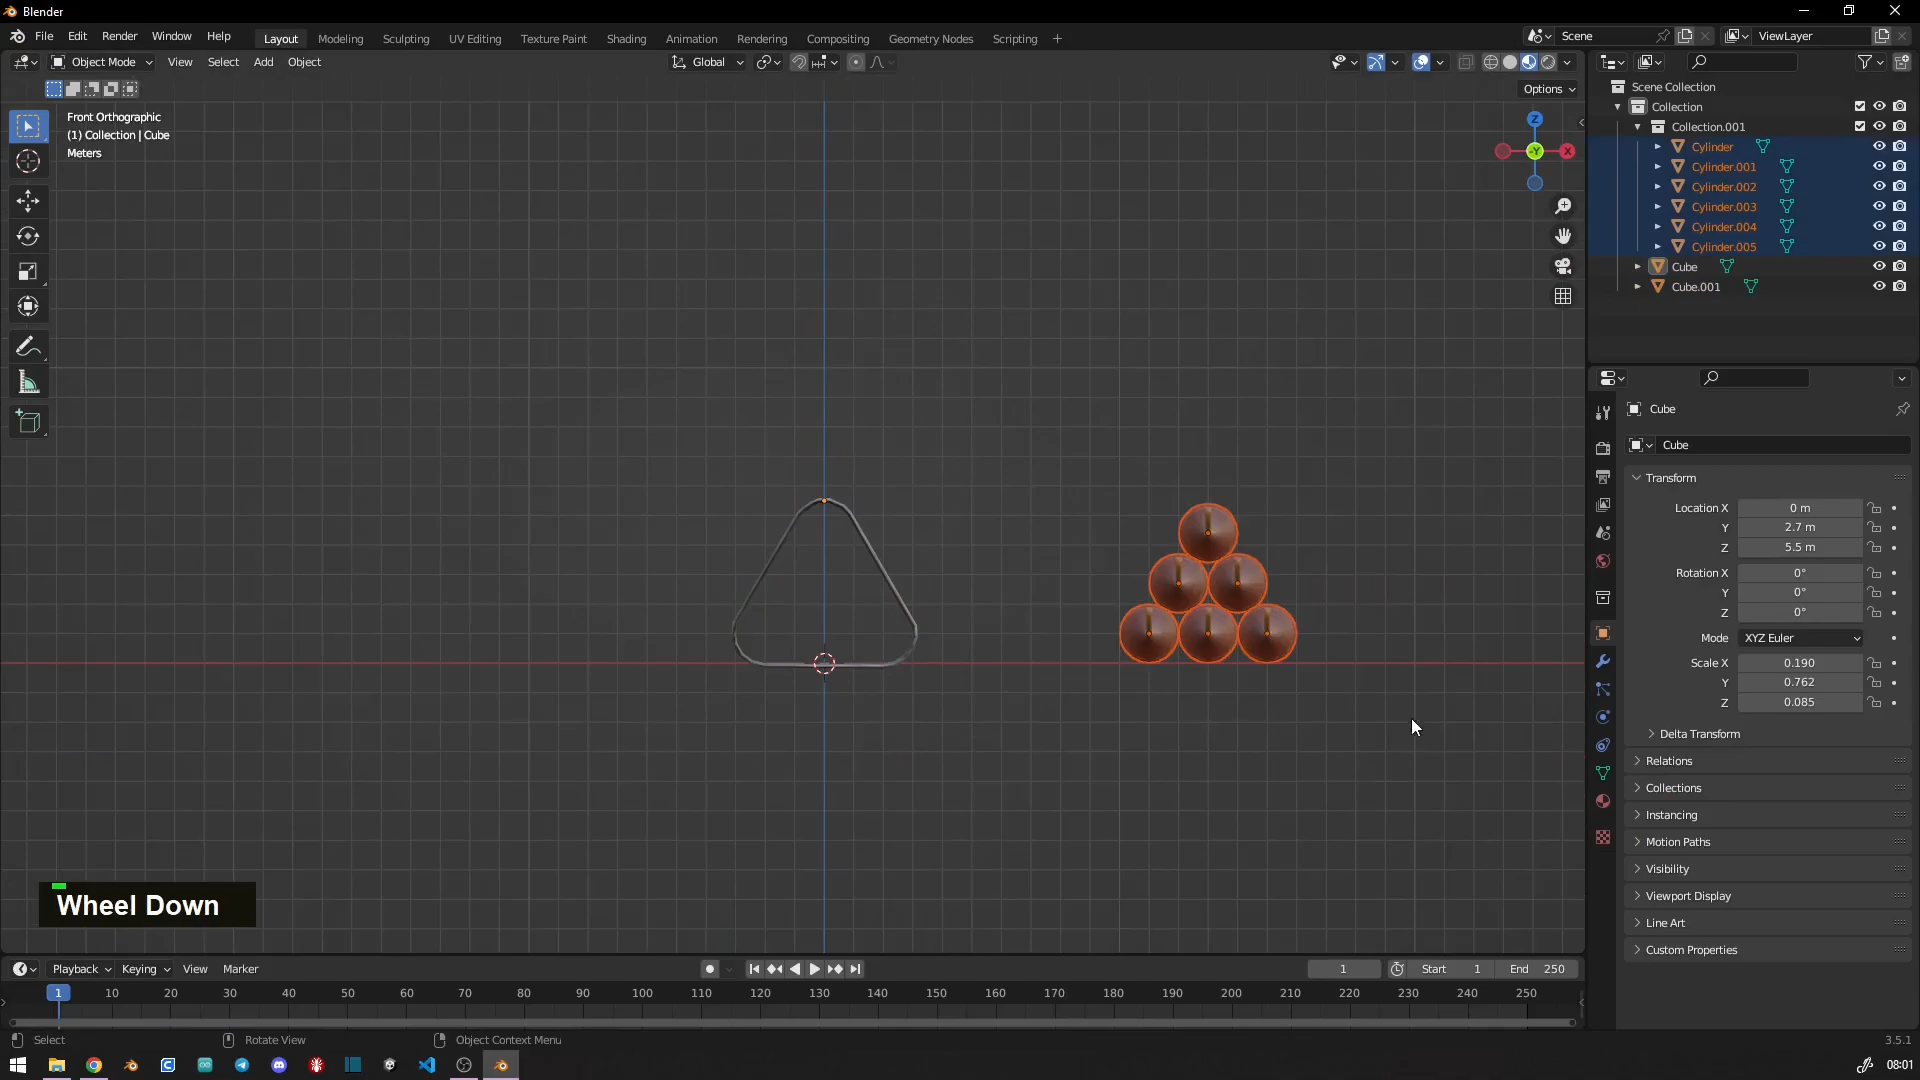 Blender
File Edit Render Window Help
Layout Modeling Sculpting UV Editing Texture Paint Shading Animation Rendering Compositing Geometry Nodes Scripting +
Scene
ViewLayer
Object Mode View Select Add Object
Global
Options
Front Orthographic
(1) Collection | Cube
Meters
Z
-Y
X
Scene Collection
Collection
Collection.001
Cylinder
Cylinder.001
Cylinder.002
Cylinder.003
Cylinder.004
Cylinder.005
Cube
Cube.001
Cube
Cube
Transform
Location X 0 m
Y 2.7 m
Z 5.5 m
Rotation X 0°
Y 0°
Z 0°
Mode XYZ Euler
Scale X 0.190
Y 0.762
Z 0.085
Delta Transform
Relations
Collections
Instancing
Motion Paths
Visibility
Viewport Display
Line Art
Custom Properties
Wheel Down
Playback Keying View Marker
1
Start 1
End 250
1 10 20 30 40 50 60 70 80 90 100 110 120 130 140 150 160 170 180 190 200 210 220 230 240 250
Select
Rotate View
Object Context Menu
3.5.1
08:01